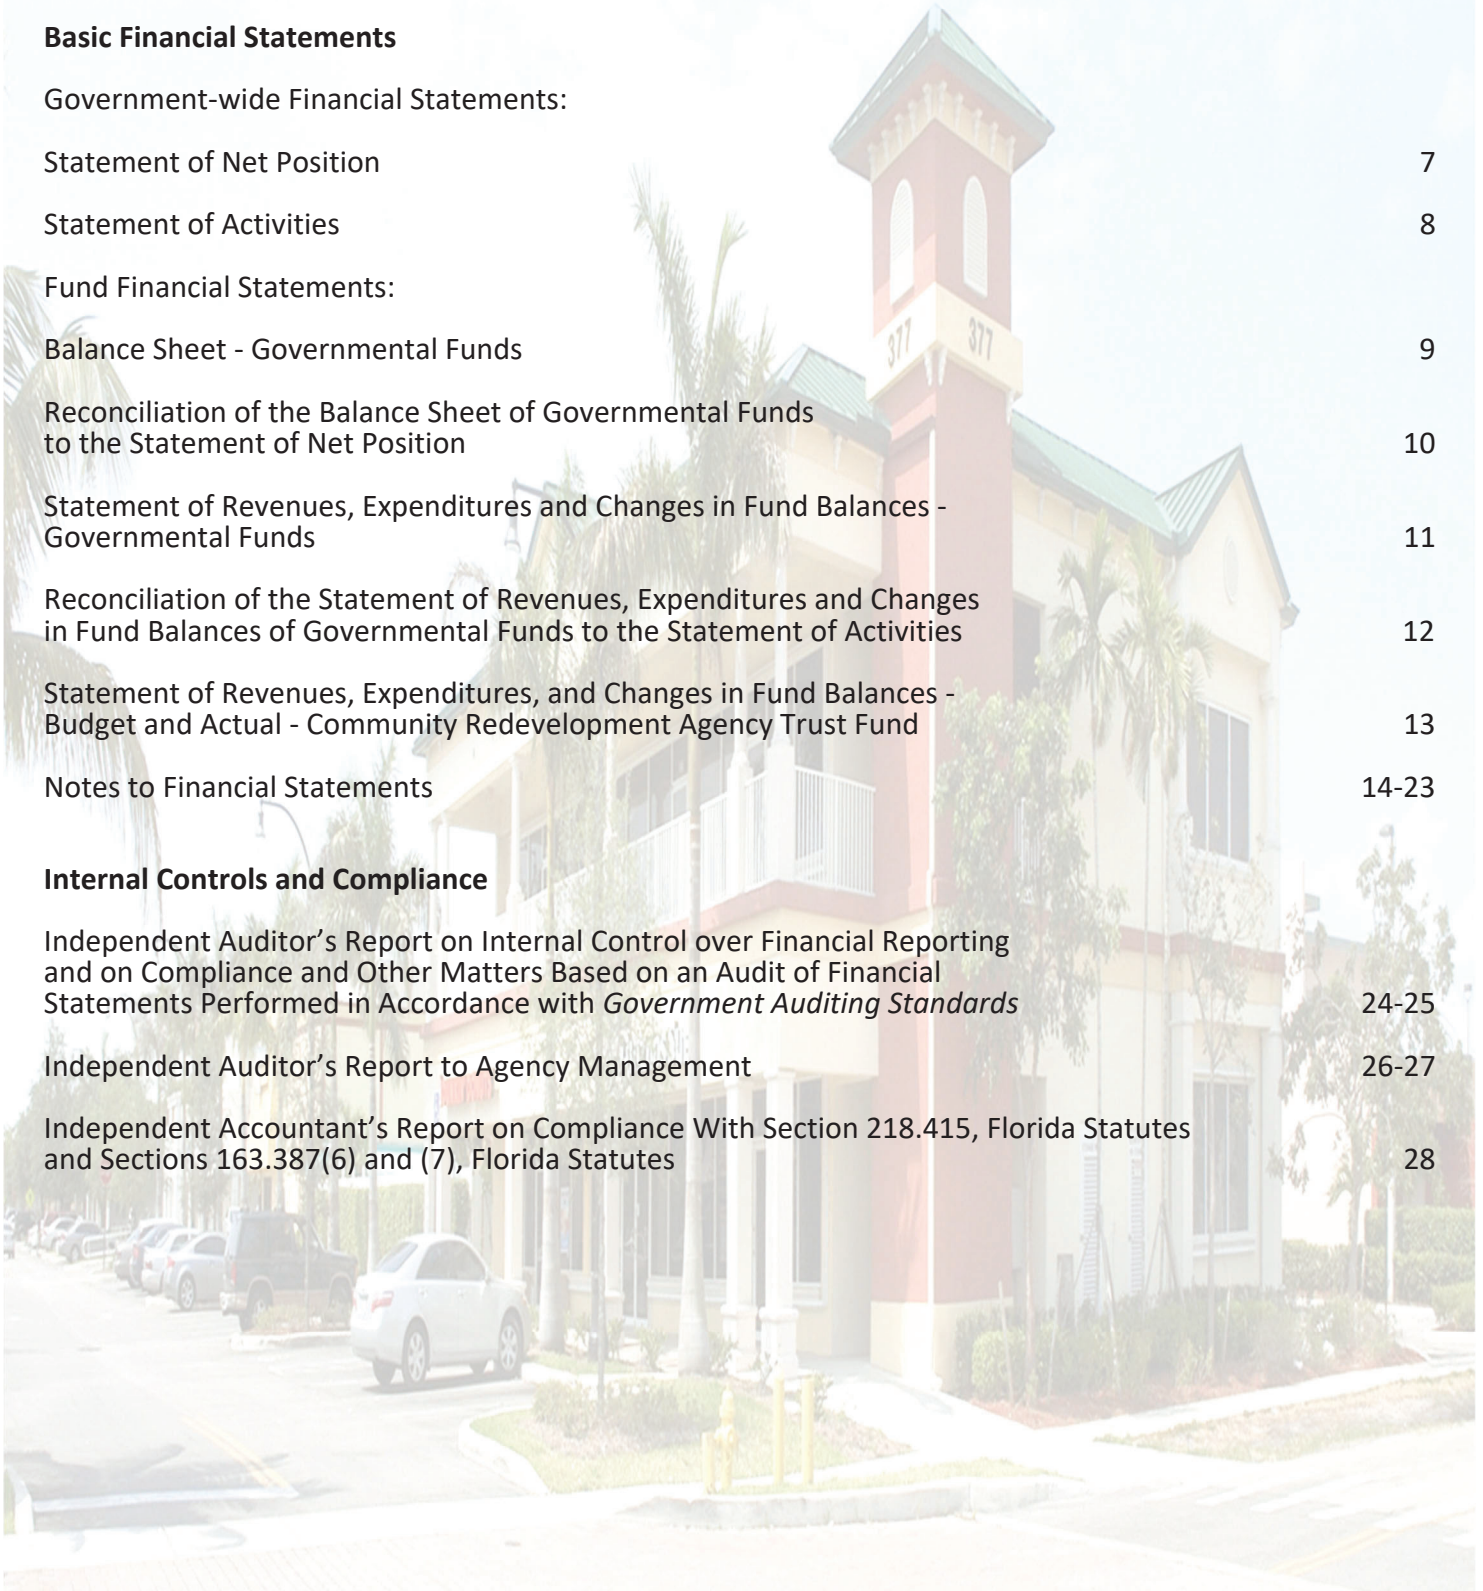 Basic Financial Statements
Government-wide Financial Statements:
Statement of Net Position 7
Statement of Activities 8
Fund Financial Statements:
377 377
Balance Sheet - Governmental Funds 9
Reconciliation of the Balance Sheet of Governmental Funds
to the Statement of Net Position 10
Statement of Revenues, Expenditures and Changes in Fund Balances -
Governmental Funds 11
Reconciliation of the Statement of Revenues, Expenditures and Changes
in Fund Balances of Governmental Funds to the Statement of Activities 12
Statement of Revenues, Expenditures, and Changes in Fund Balances -
Budget and Actual - Community Redevelopment Agency Trust Fund 13
Notes to Financial Statements 14-23
Internal Controls and Compliance
Independent Auditor’s Report on Internal Control over Financial Reporting
and on Compliance and Other Matters Based on an Audit of Financial
Statements Performed in Accordance with Government Auditing Standards 24-25
Independent Auditor’s Report to Agency Management 26-27
Independent Accountant’s Report on Compliance With Section 218.415, Florida Statutes
and Sections 163.387(6) and (7), Florida Statutes 28